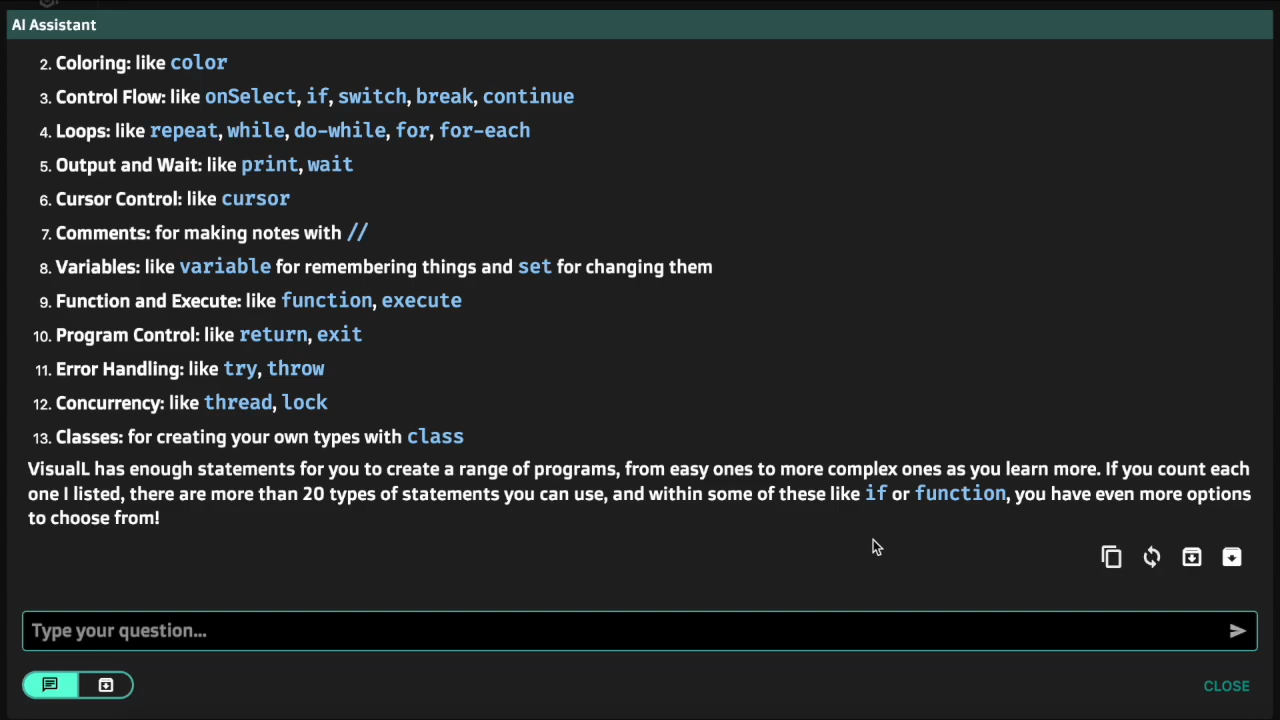 AI Assistant
2. Coloring: like color
3. Control Flow: like onSelect, if, switch, break, continue
4. Loops: like repeat, while, do-while, for, for-each
5. Output and Wait: like print, wait
6. Cursor Control: like cursor
7. Comments: for making notes with //
8. Variables: like variable for remembering things and set for changing them
9. Function and Execute: like function, execute
10. Program Control: like return, exit
11. Error Handling: like try, throw
12. Concurrency: like thread, lock
13. Classes: for creating your own types with class
VisualL has enough statements for you to create a range of programs, from easy ones to more complex ones as you learn more. If you count each
one I listed, there are more than 20 types of statements you can use, and within some of these like if or function, you have even more options
to choose from!
Type your question...
CLOSE